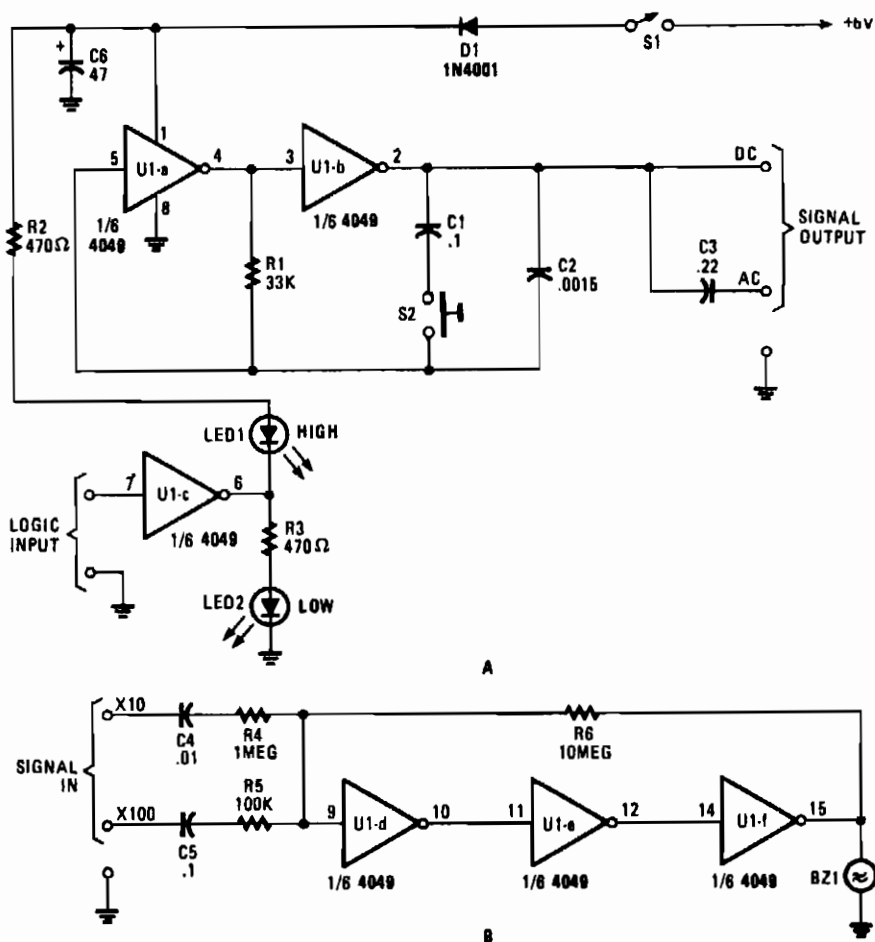 +6V
S1
D1
1N4001
+
C6
47
1
5
4
3
2
DC
U1-a
U1-b
8
1/6
4049
1/6 4049
R2
470Ω
R1
33K
C1
.1
S2
C2
.0015
C3
.22
AC
SIGNAL
OUTPUT
LED1
HIGH
7
6
U1-c
1/6 4049
LOGIC
INPUT
R3
470Ω
LED2
LOW
A
X10
C4
.01
R4
1MEG
R6
10MEG
SIGNAL
IN
R5
100K
X100
C5
.1
9
10
11
12
14
15
U1-d
U1-e
U1-f
1/6 4049
1/6 4049
1/6 4049
BZ1
B